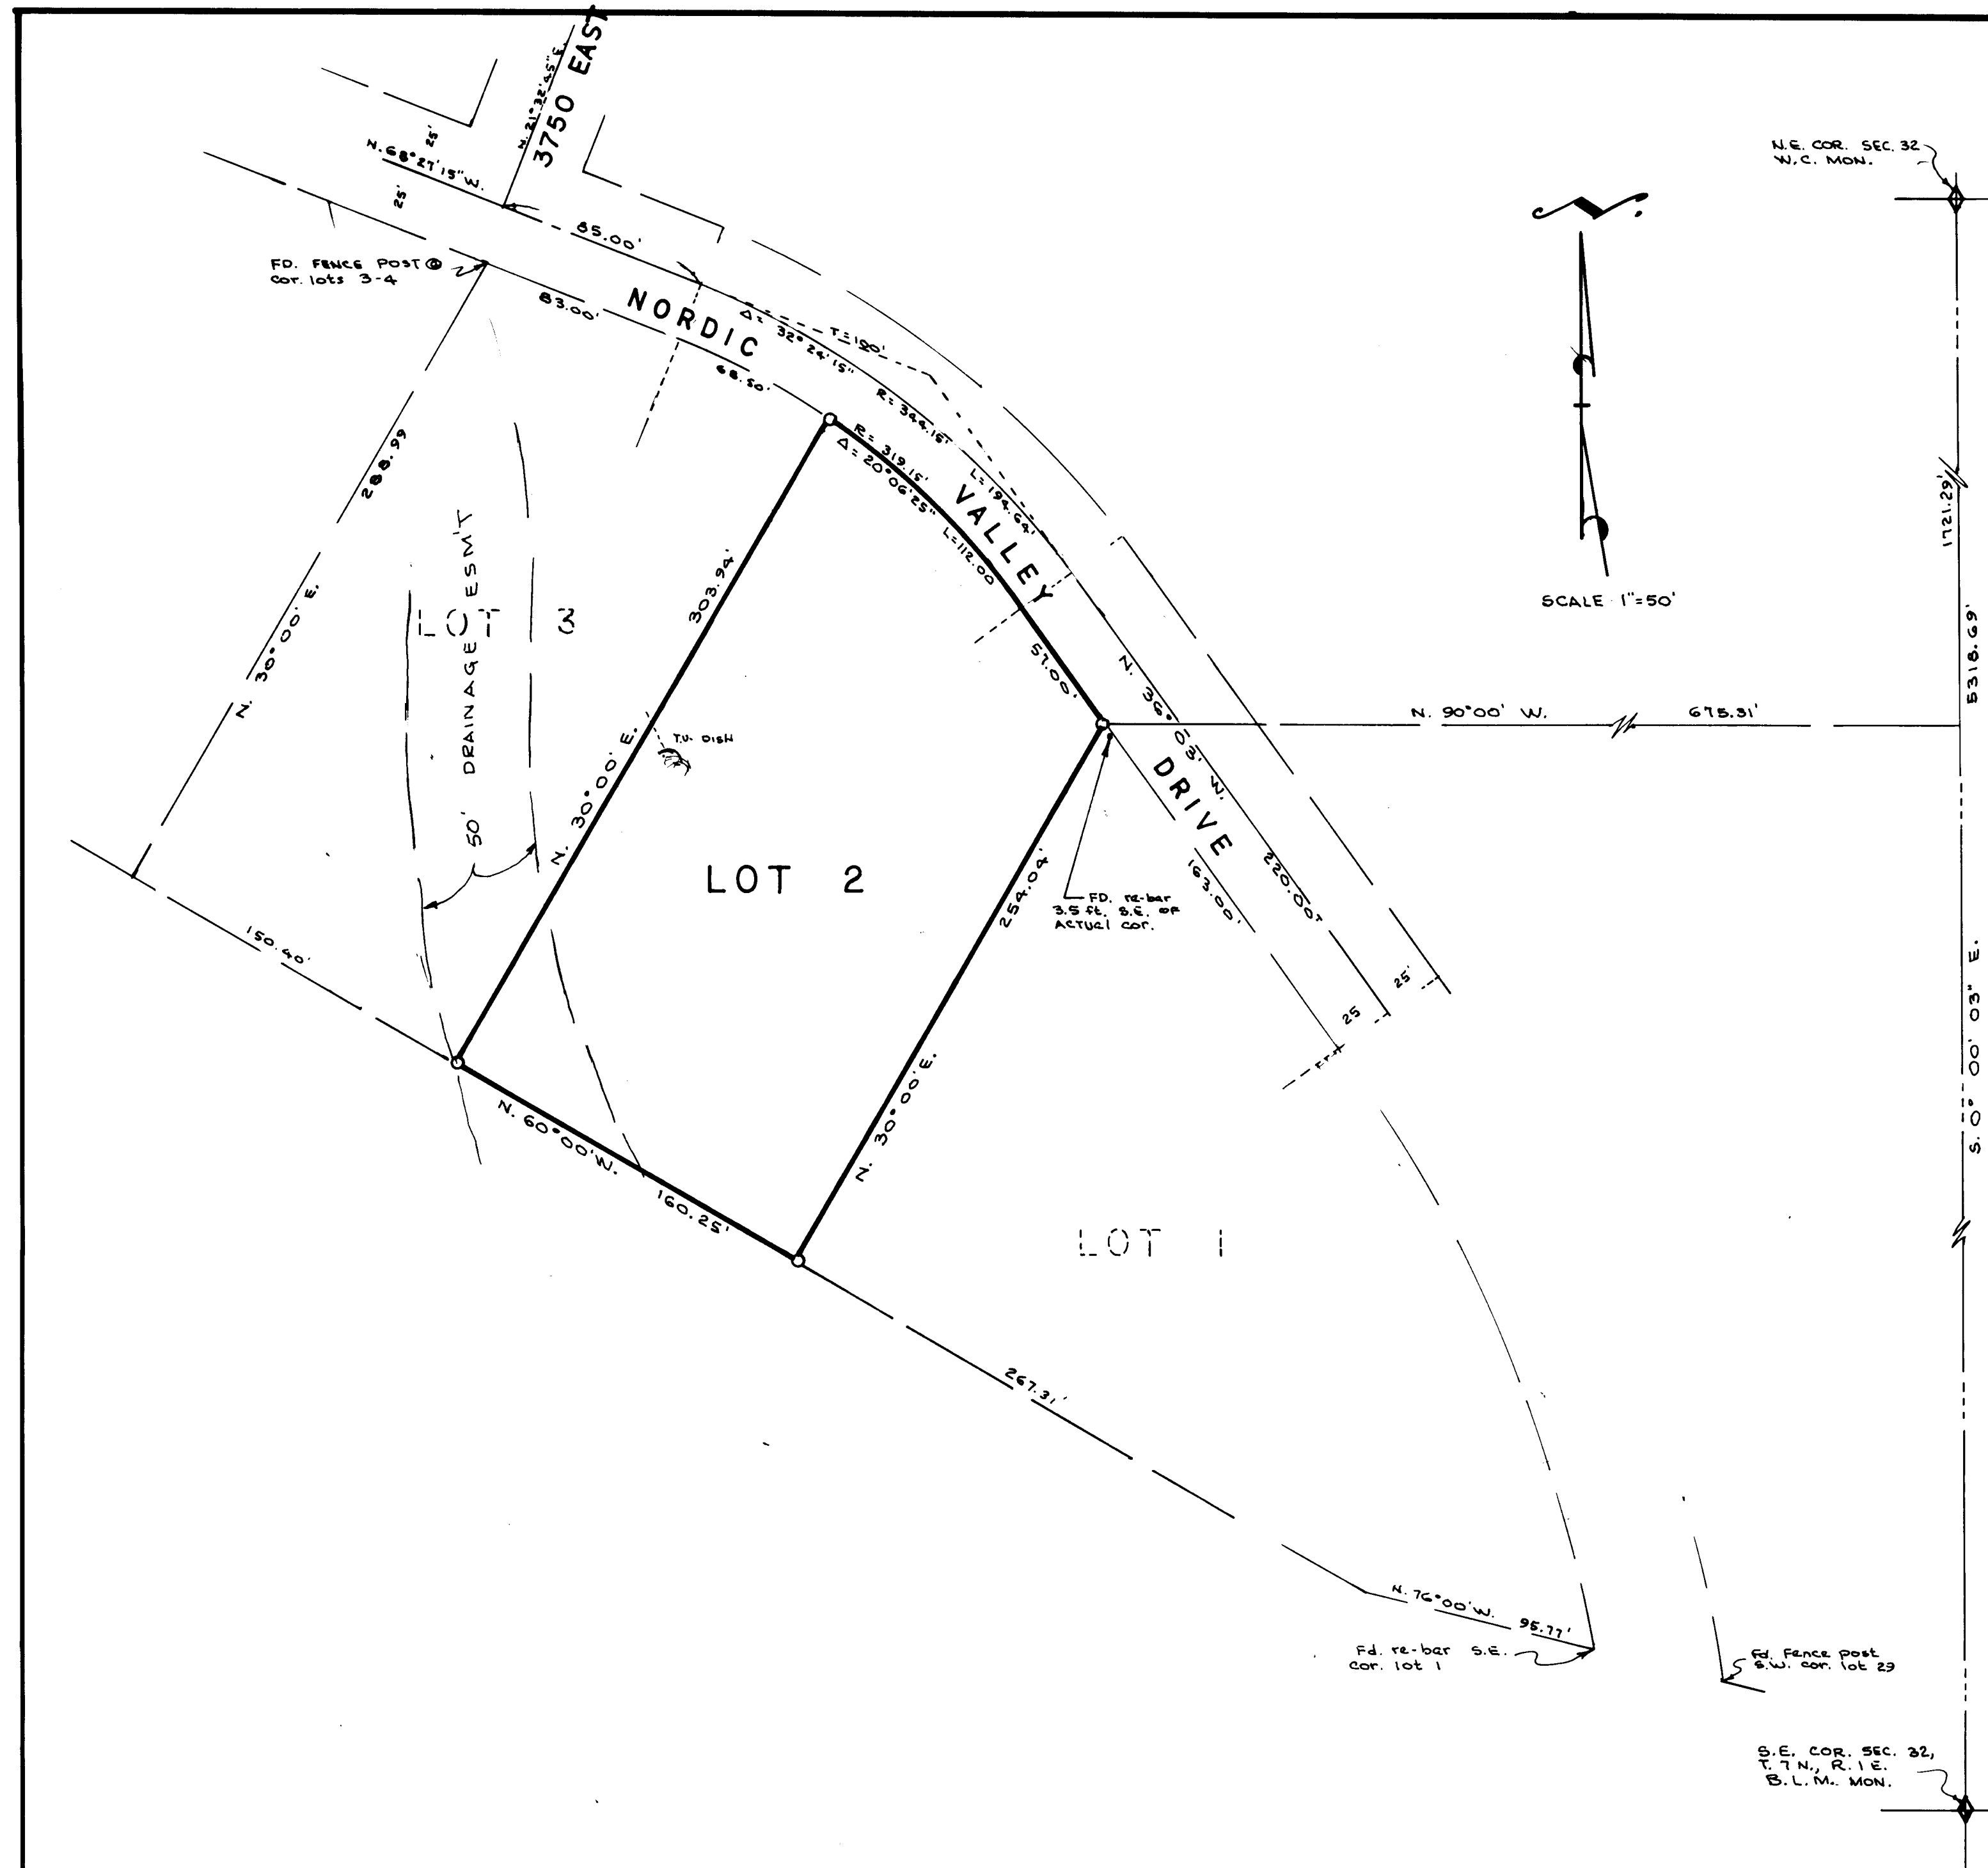 3750 EAST
N. 21°32'45" E.
25'
N. 68°27'15" W.
25'
85.00'
FD. FENCE POST @
cor. lots 3-4
83.00'
NORDIC VALLEY DRIVE
Δ= 32°24'15"
T=100'
R= 344.15'
L=194.64'
68.50'
R= 319.15'
Δ= 20°06'25"
L=112.00
57.00'
288.99
N. 30°00' E.
LOT 3
50' DRAINAGE ESM'T
303.94'
N. 30°00' E.
T.V. DISH
LOT 2
254.04'
N. 30°00' E.
FD. re-bar
3.5 ft. S.E. OF
ACTUAL cor.
N. 36°03' W.
220.00'
163.00'
25
25'
150.40'
N. 60°00' W.
160.25'
LOT 1
267.31'
N. 76°00' W.
95.77'
Fd. re-bar S.E.
cor. lot 1
Fd. Fence post
S.W. cor. lot 29
N.E. COR. SEC. 32
W.C. MON.
SCALE 1"=50'
1721.29'
5318.69'
N. 90°00' W.
675.31'
S. 0°00'03" E.
S.E. COR. SEC. 32,
T. 7 N., R. 1 E.
B.L.M. MON.